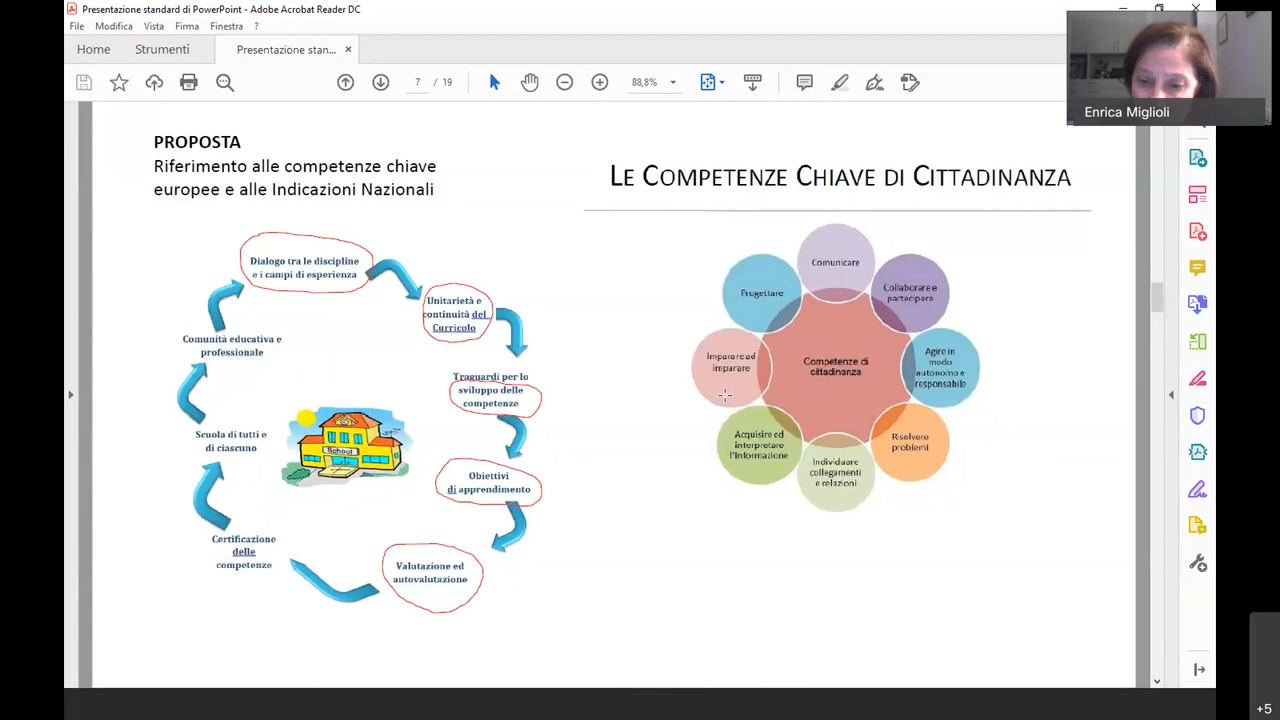 Presentazione standard di PowerPoint - Adobe Acrobat Reader DC
File Modifica Vista Firma Finestra ?
Home Strumenti Presentazione stan... ×
7 / 19 88,8%
Enrica Miglioli
PROPOSTA
Riferimento alle competenze chiave
europee e alle Indicazioni Nazionali
Dialogo tra le discipline
e i campi di esperienza
Unitarietà e
continuità del
Curricolo
Traguardi per lo
sviluppo delle
competenze
Obiettivi
di apprendimento
Valutazione ed
autovalutazione
Certificazione
delle
competenze
Scuola di tutti e
di ciascuno
Comunità educativa e
professionale
School
LE COMPETENZE CHIAVE DI CITTADINANZA
Comunicare
Collaborare e
partecipare
Agire in
modo
autonomo e
responsabile
Risolvere
problemi
Individuare
collegamenti
e relazioni
Acquisire ed
interpretare
l'informazione
Imparare ad
imparare
Progettare
Competenze di
cittadinanza
+5